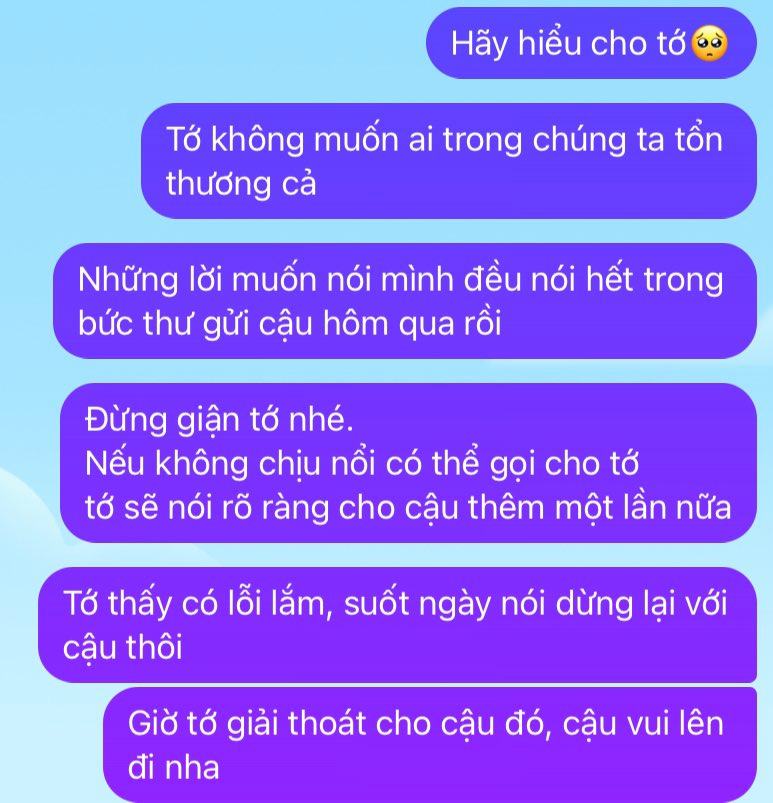 Hãy hiểu cho tớ🥺
Tớ không muốn ai trong chúng ta tổn
thương cả
Những lời muốn nói mình đều nói hết trong
bức thư gửi cậu hôm qua rồi
Đừng giận tớ nhé.
Nếu không chịu nổi có thể gọi cho tớ
tớ sẽ nói rõ ràng cho cậu thêm một lần nữa
Tớ thấy có lỗi lắm, suốt ngày nói dừng lại với
cậu thôi
Giờ tớ giải thoát cho cậu đó, cậu vui lên
đi nha